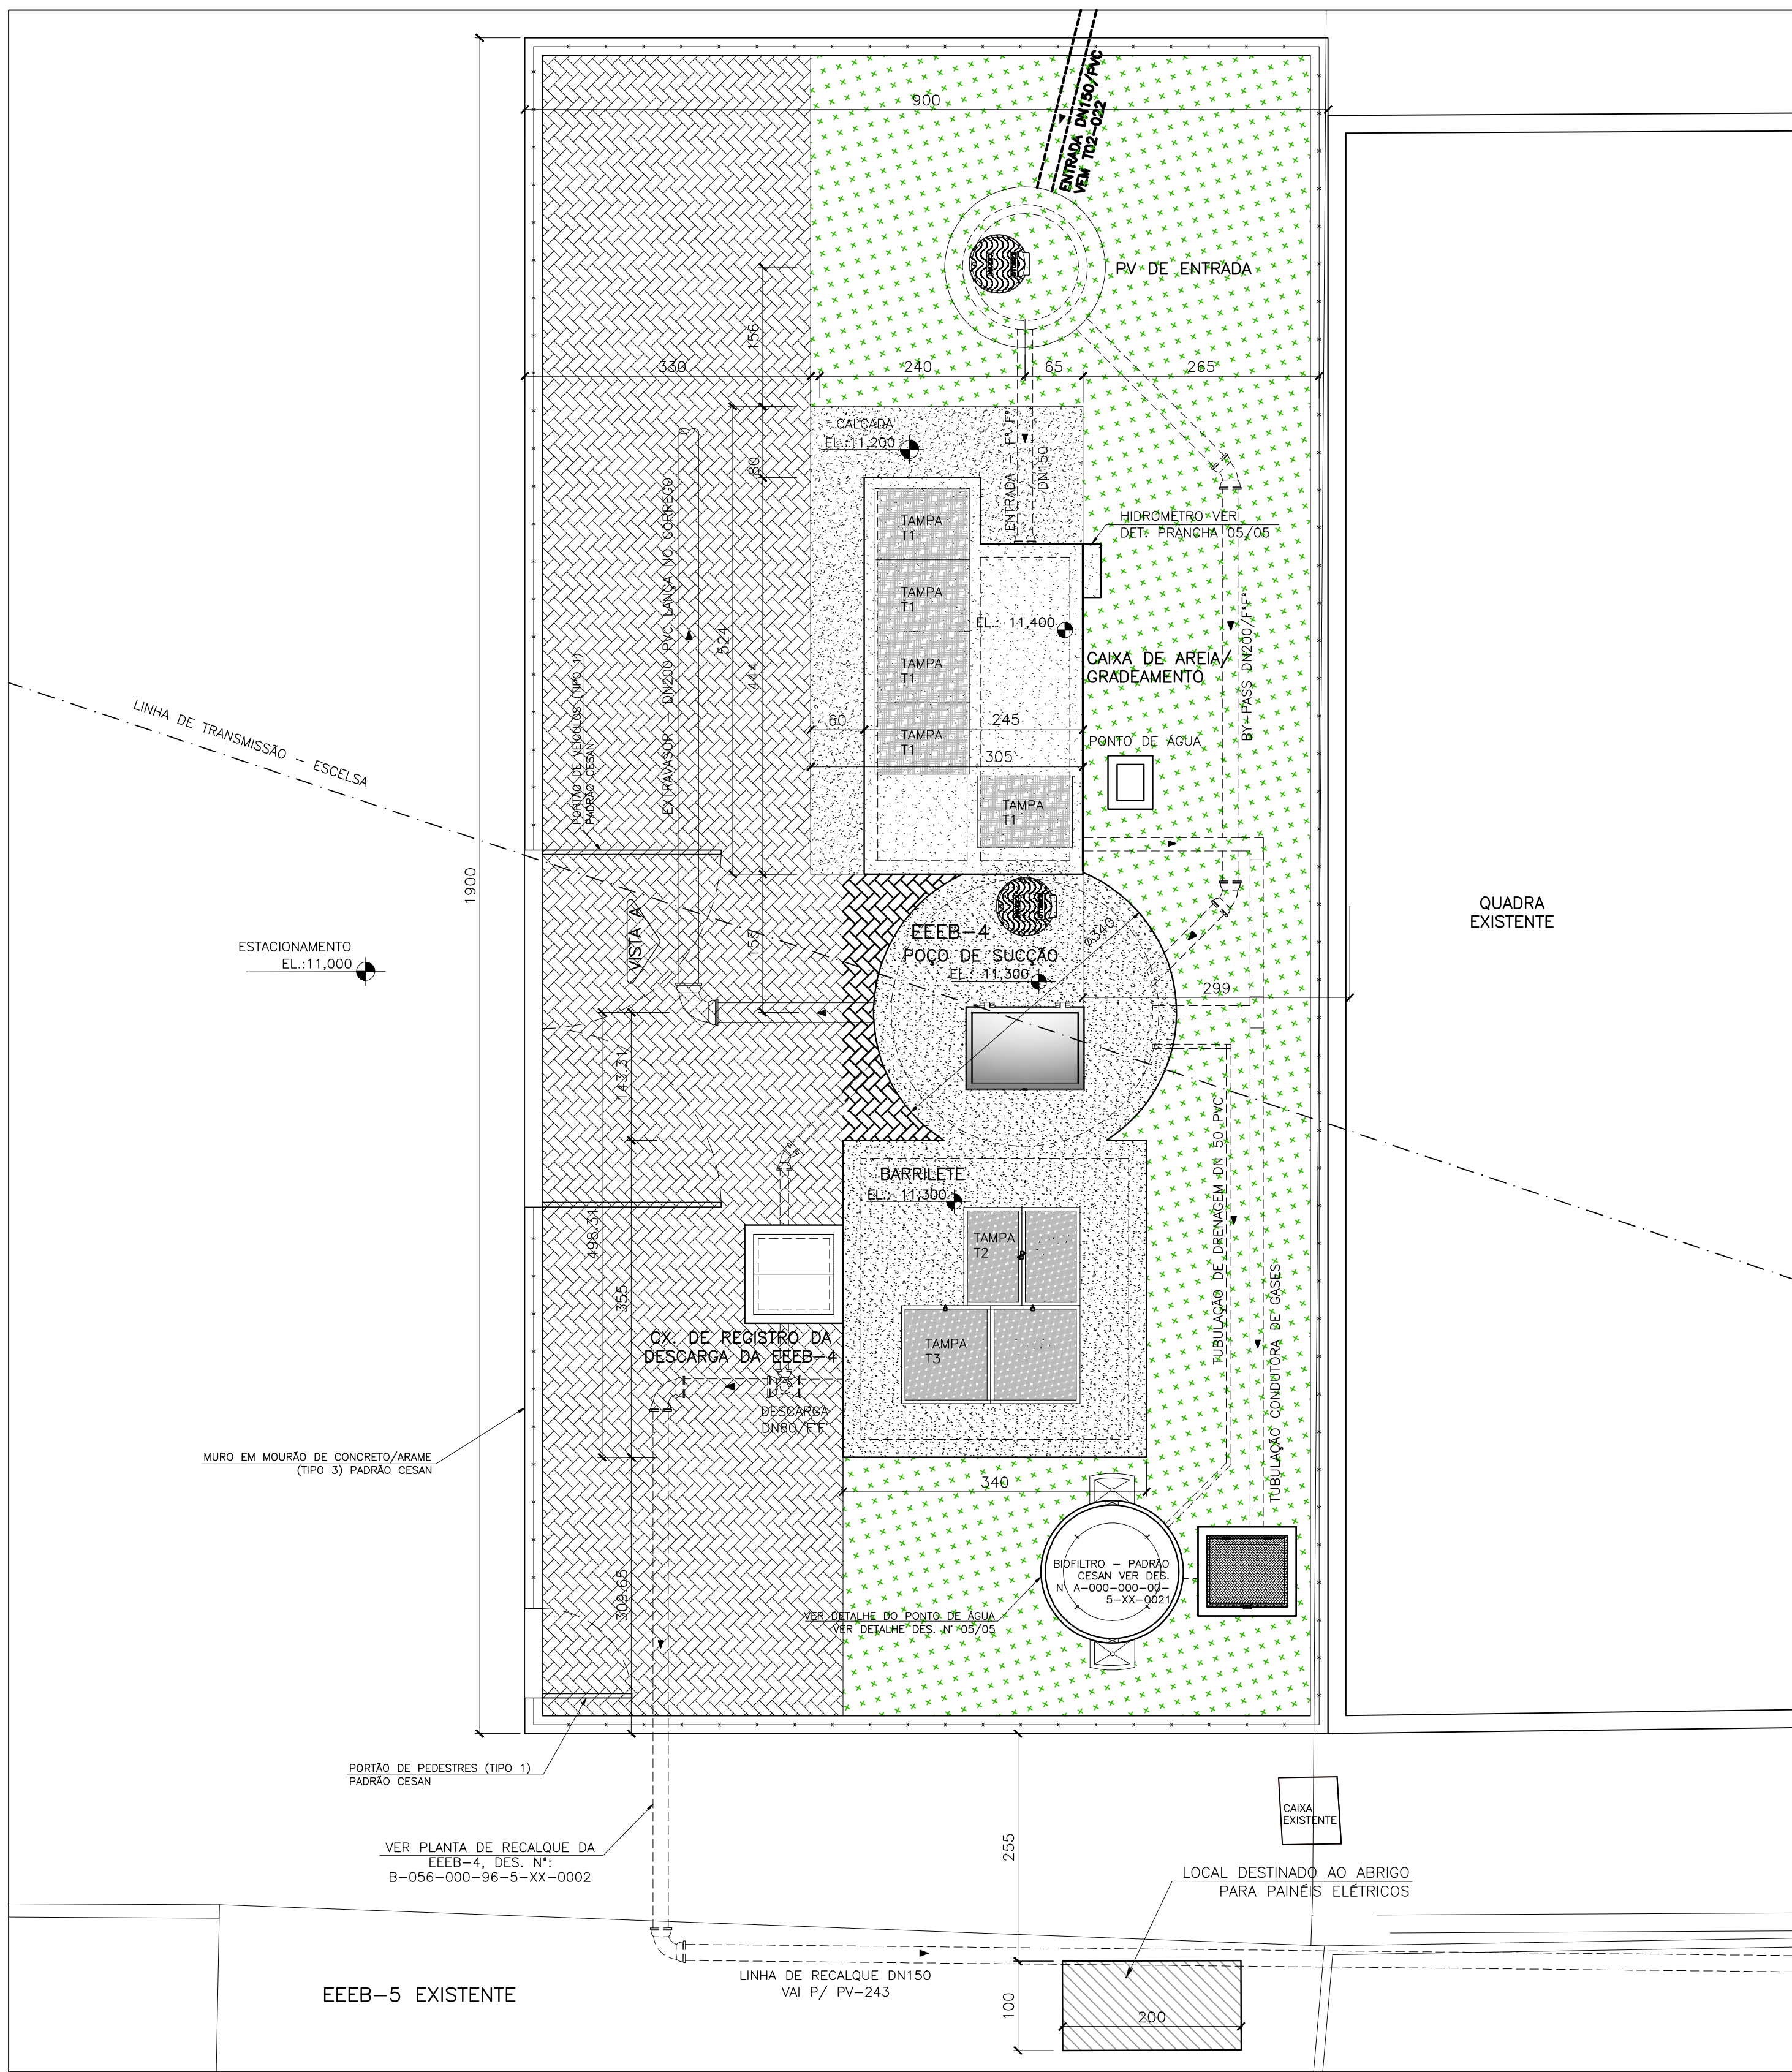 ENTRADA DN150/PVC
VEM T02-022
900
PV DE ENTRADA
156
330
240
65
265
CALÇADA
EL.:11,200
80
ENTRADA - Fº Fº
DN150
HIDROMETRO VER
DET. PRANCHA 05/05
TAMPA
T1
TAMPA
T1
TAMPA
T1
TAMPA
T1
TAMPA
T1
EL.: 11,400
CAIXA DE AREIA/
GRADEAMENTO
BY-PASS DN200/FºFº
EXTRAVASOR - DN200 PVC LANÇA NO CORREGO
524
444
60
245
305
PONTO DE ÁGUA
PORTÃO DE VEÍCULOS (TIPO 1)
PADRÃO CESAN
LINHA DE TRANSMISSÃO - ESCELSA
1900
ESTACIONAMENTO
EL.:11,000
VISTA A
155
EEEB-4
POÇO DE SUCÇÃO
EL.: 11,300
ø340
299
QUADRA
EXISTENTE
143.31
498.31
355
BARRILETE
EL.: 11,300
TAMPA
T2
TAMPA
T3
CX. DE REGISTRO DA
DESCARGA DA EEEB-4
DESCARGA
DN80/F°F°
TUBULAÇÃO DE DRENAGEM DN 50 PVC
TUBULAÇÃO CONDUTORA DE GASES
MURO EM MOURÃO DE CONCRETO/ARAME
(TIPO 3) PADRÃO CESAN
340
309.65
BIOFILTRO - PADRÃO
CESAN VER DES.
N° A-000-000-00-
5-XX-0021
VER DETALHE DO PONTO DE ÁGUA
VER DETALHE DES. N° 05/05
PORTÃO DE PEDESTRES (TIPO 1)
PADRÃO CESAN
VER PLANTA DE RECALQUE DA
EEEB-4, DES. N°:
B-056-000-96-5-XX-0002
255
CAIXA
EXISTENTE
LOCAL DESTINADO AO ABRIGO
PARA PAINÉIS ELÉTRICOS
LINHA DE RECALQUE DN150
VAI P/ PV-243
EEEB-5 EXISTENTE
100
200